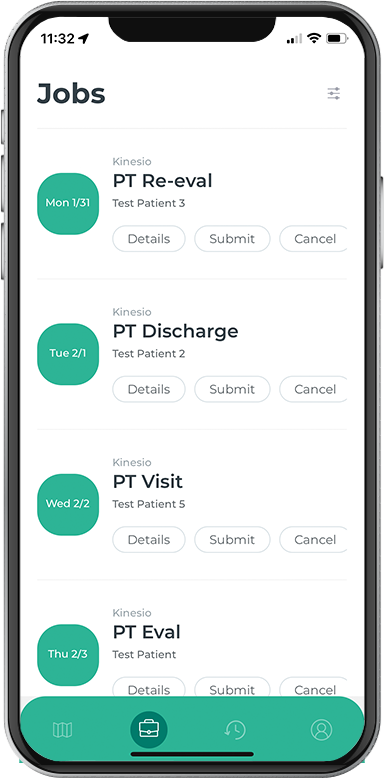 11:32
Jobs
Kinesio
PT Re-eval
Mon 1/31
Test Patient 3
Details Submit Cancel
Kinesio
PT Discharge
Tue 2/1
Test Patient 2
Details Submit Cancel
Kinesio
PT Visit
Wed 2/2
Test Patient 5
Details Submit Cancel
Kinesio
PT Eval
Thu 2/3
Test Patient
Details Submit Cancel